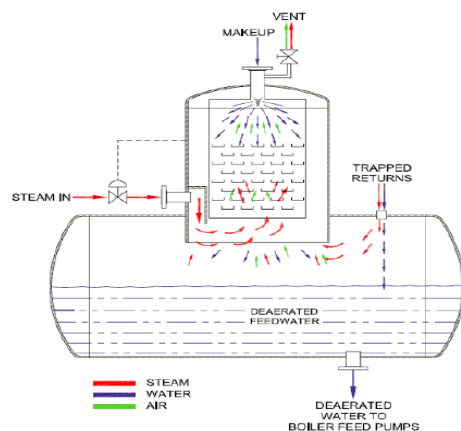 VENT
MAKEUP
TRAPPED
RETURNS
STEAM IN
DEAERATED
FEEDWATER
STEAM
WATER
AIR
DEAERATED
WATER TO
BOILER FEED PUMPS